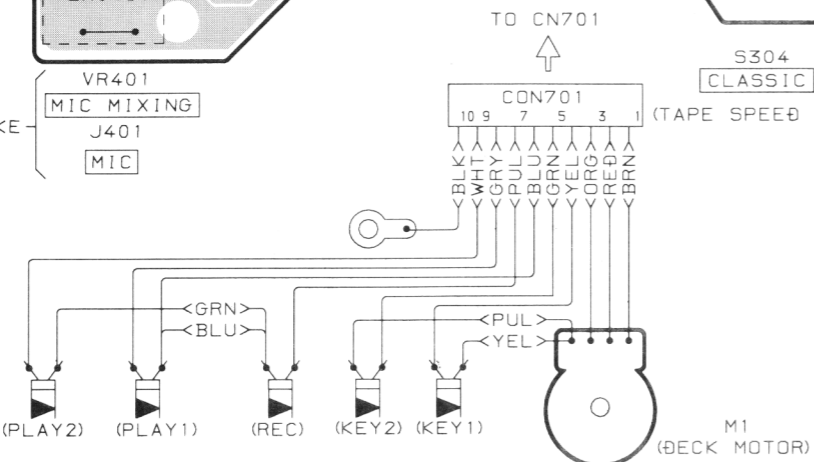 TO CN701
VR401
MIC MIXING
KE
J401
MIC
S304
CLASSIC
CON701
10 9 7 5 3 1
(TAPE SPEED
BLK
WHT
GRY
PUL
BLU
GRN
YEL
ORG
RED
BRN
GRN
BLU
PUL
YEL
(PLAY2) (PLAY1) (REC) (KEY2) (KEY1)
M1
(DECK MOTOR)